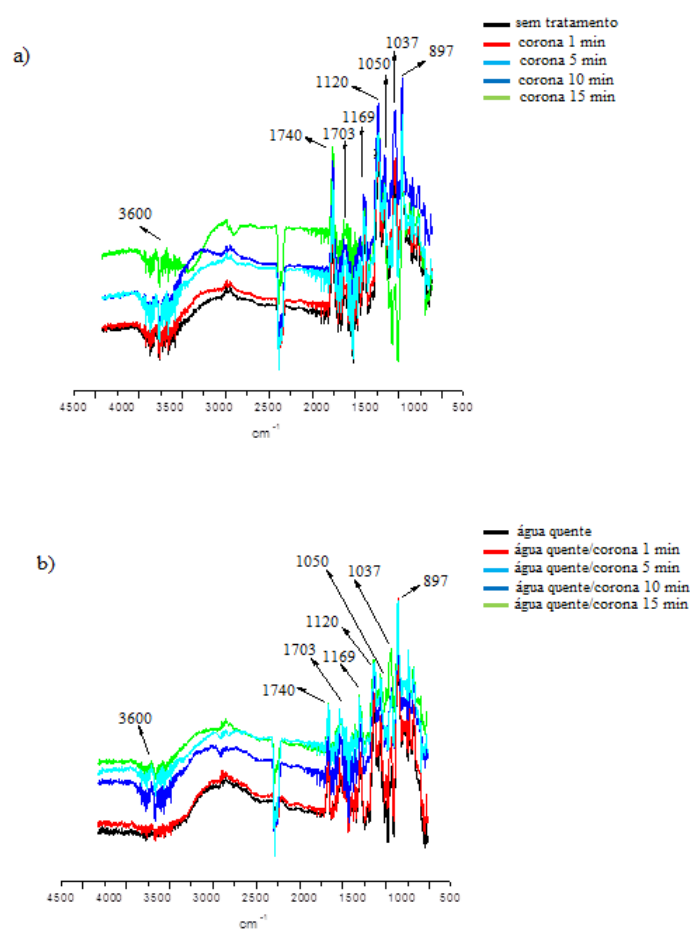 a)
sem tratamento
corona 1 min
corona 5 min
corona 10 min
corona 15 min
1037
1050
897
1120
1169
1740
1703
3600
4500 4000 3500 3000 2500 2000 1500 1000 500
cm-1
b)
água quente
água quente/corona 1 min
água quente/corona 5 min
água quente/corona 10 min
água quente/corona 15 min
1050
1037
897
1120
1703
1169
1740
3600
4500 4000 3500 3000 2500 2000 1500 1000 500
cm-1